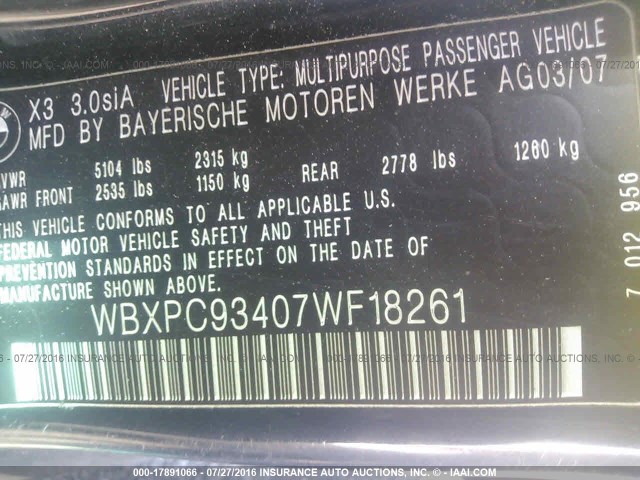 X3 3.0siA VEHICLE TYPE: MULTIPURPOSE PASSENGER VEHICLE
MFD BY BAYERISCHE MOTOREN WERKE AG03/07
VWR 5104 lbs 2315 kg
AWR FRONT 2535 lbs 1150 kg REAR 2778 lbs 1260 kg
THIS VEHICLE CONFORMS TO ALL APPLICABLE U.S.
FEDERAL MOTOR VEHICLE SAFETY AND THEFT
PREVENTION STANDARDS IN EFFECT ON THE DATE OF
MANUFACTURE SHOWN ABOVE.
7 012 956
WBXPC93407WF18261
000-17891066 - 07/27/2016 INSURANCE AUTO AUCTIONS - © IAAI.COM